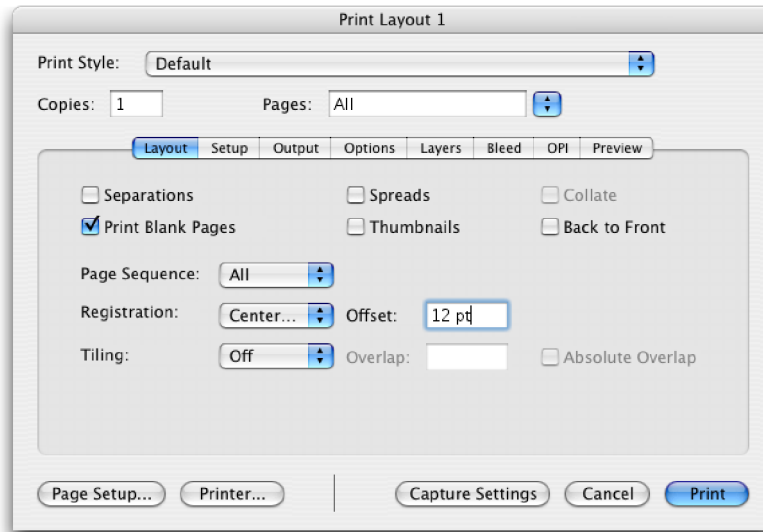 Print Layout 1
Print Style: Default
Copies: 1 Pages: All
Layout Setup Output Options Layers Bleed OPI Preview
Separations Spreads Collate
Print Blank Pages Thumbnails Back to Front
Page Sequence: All
Registration: Center... Offset: 12 pt
Tiling: Off Overlap: Absolute Overlap
Page Setup... Printer... Capture Settings Cancel Print